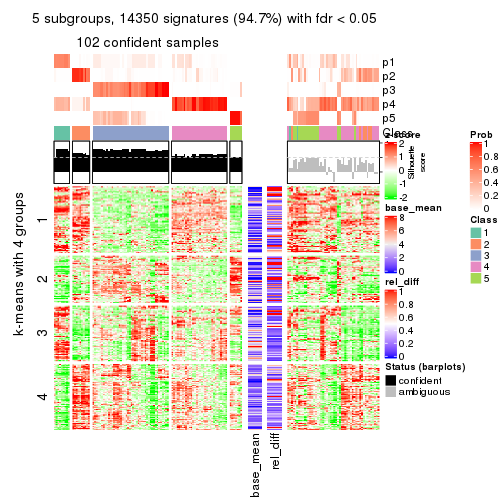 5 subgroups, 14350 signatures (94.7%) with fdr < 0.05
102 confident samples
p1
p2
p3
p4
p5
Class
k-means with 4 groups
1
2
3
4
base_mean
rel_diff
z-score
2
1
0
-1
-2
Silhouette
score
base_mean
8
6
4
2
0
rel_diff
1
0.8
0.6
0.4
0.2
0
Status (barplots)
confident
ambiguous
Prob
1
0.8
0.6
0.4
0.2
0
Class
1
2
3
4
5